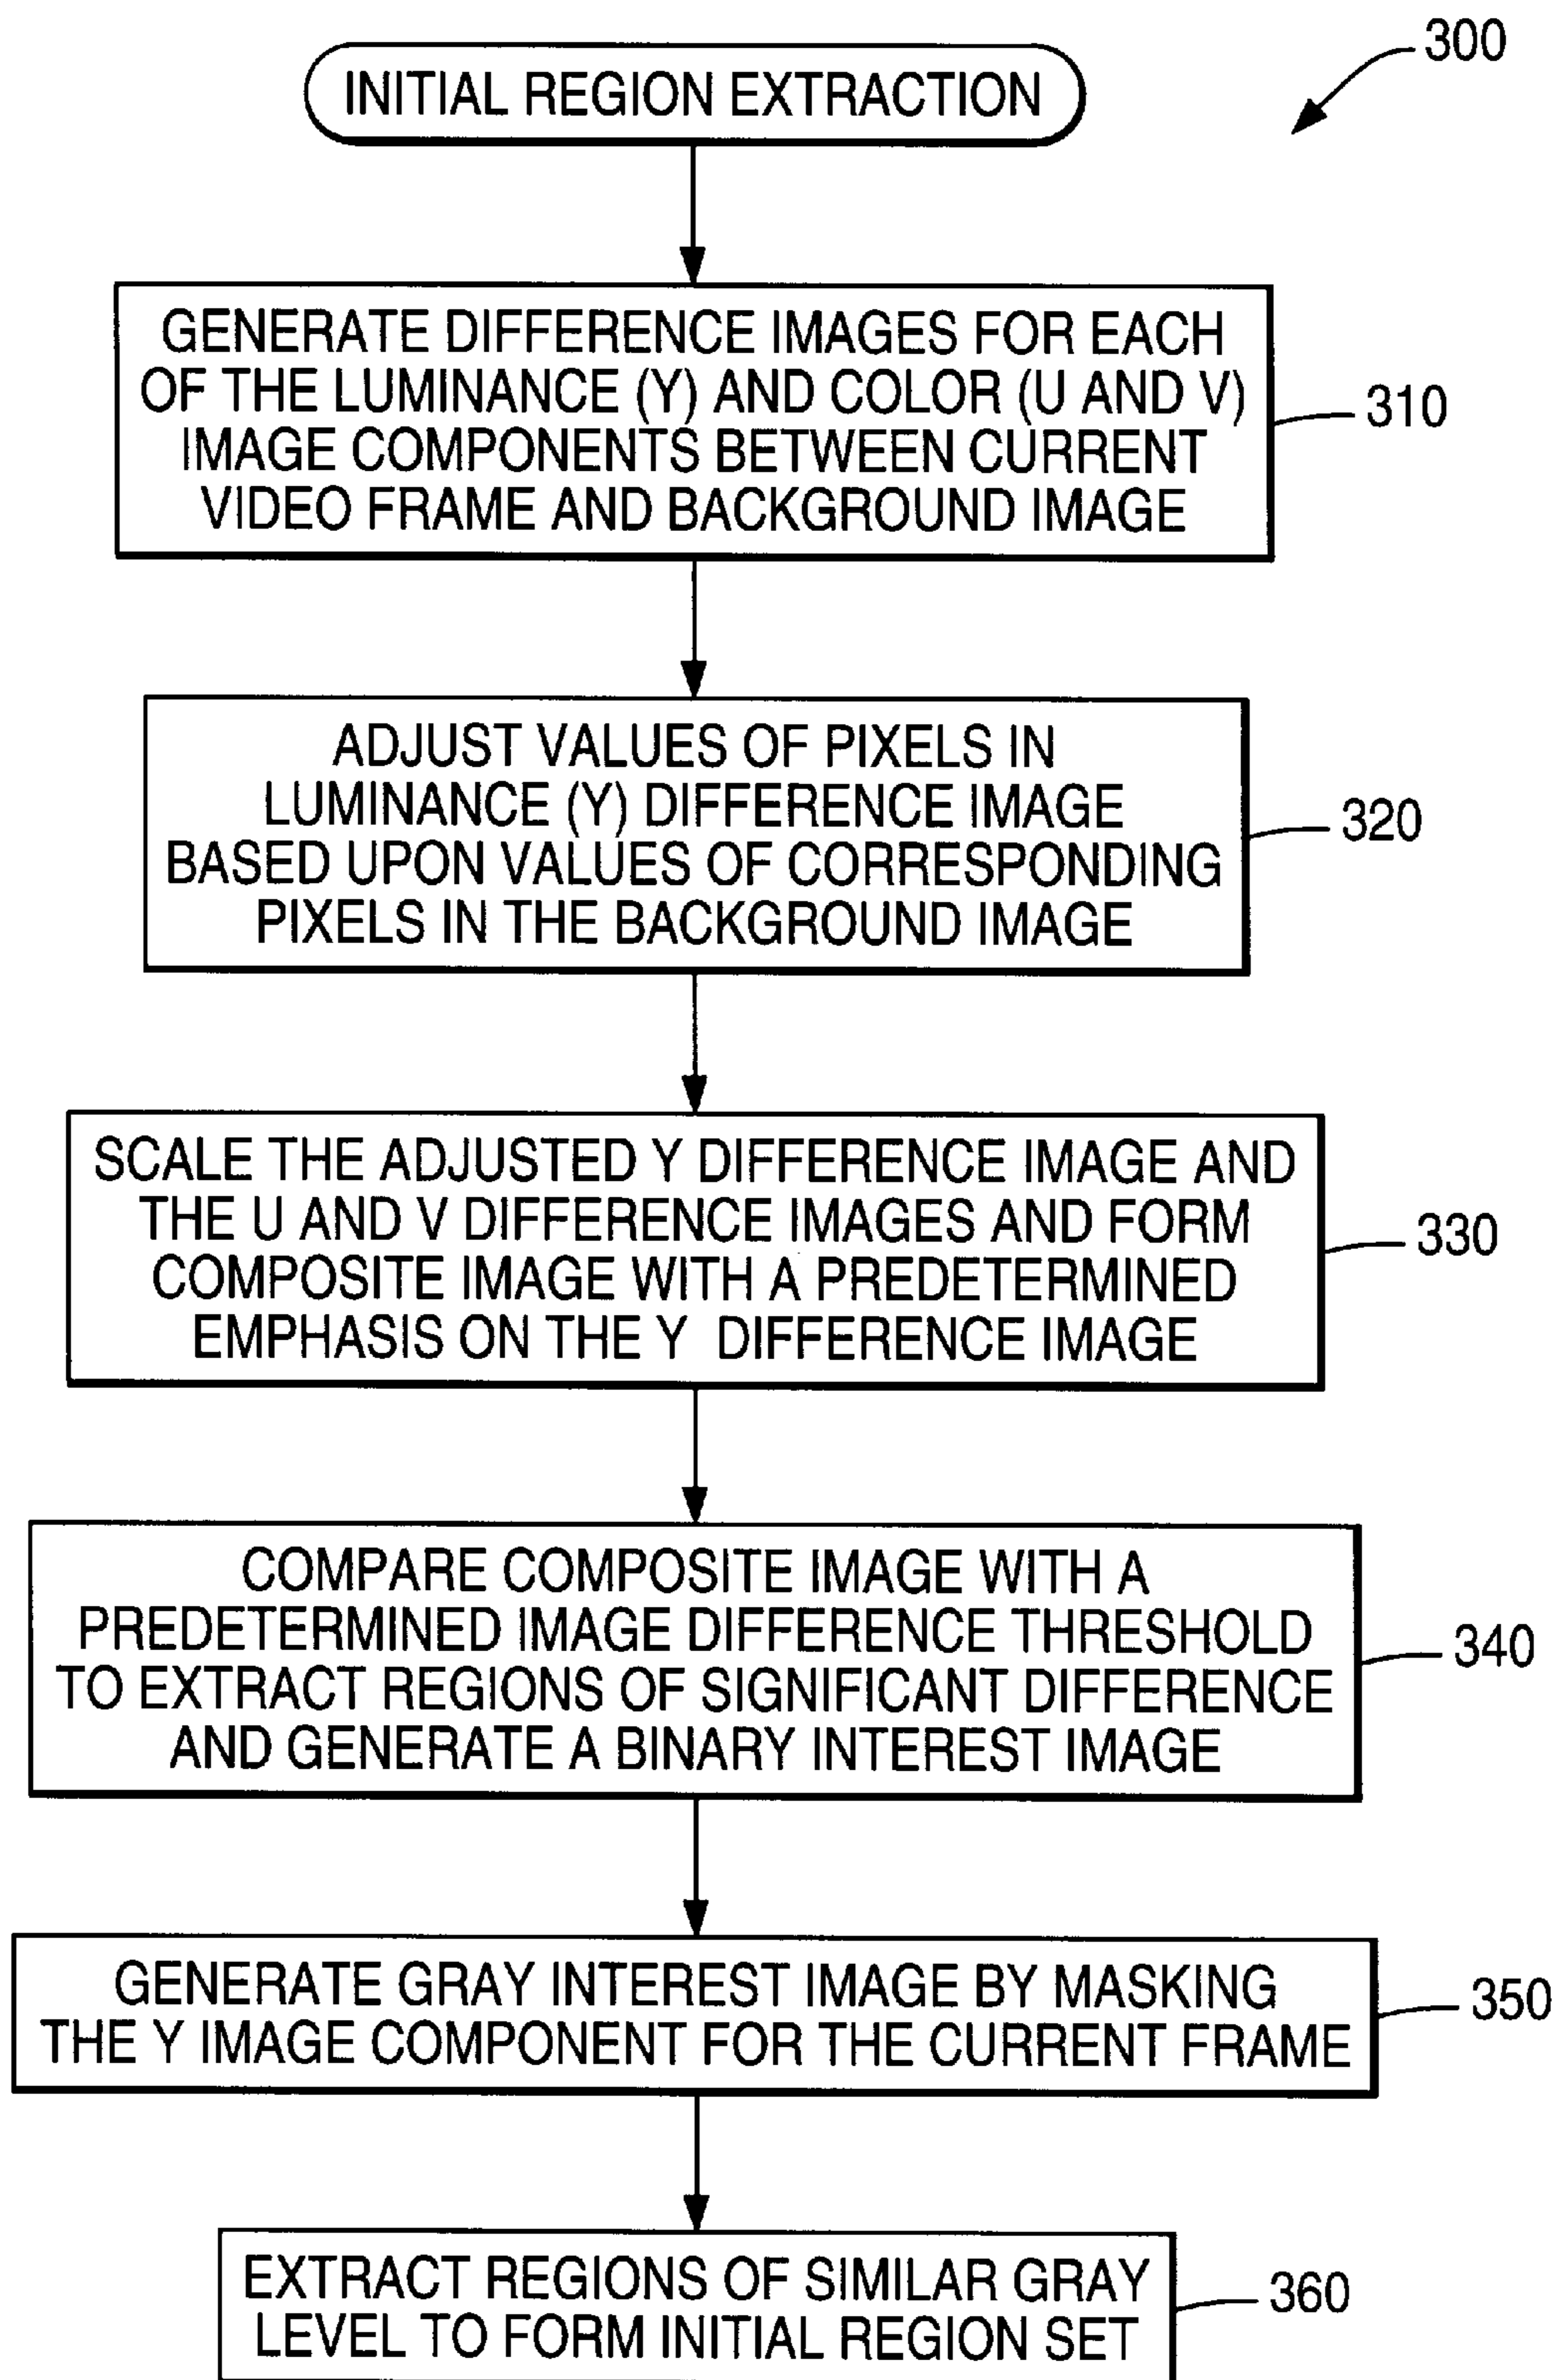 300
INITIAL REGION EXTRACTION
GENERATE DIFFERENCE IMAGES FOR EACH
OF THE LUMINANCE (Y) AND COLOR (U AND V)
IMAGE COMPONENTS BETWEEN CURRENT
VIDEO FRAME AND BACKGROUND IMAGE
310
ADJUST VALUES OF PIXELS IN
LUMINANCE (Y) DIFFERENCE IMAGE
BASED UPON VALUES OF CORRESPONDING
PIXELS IN THE BACKGROUND IMAGE
320
SCALE THE ADJUSTED Y DIFFERENCE IMAGE AND
THE U AND V DIFFERENCE IMAGES AND FORM
COMPOSITE IMAGE WITH A PREDETERMINED
EMPHASIS ON THE Y DIFFERENCE IMAGE
330
COMPARE COMPOSITE IMAGE WITH A
PREDETERMINED IMAGE DIFFERENCE THRESHOLD
TO EXTRACT REGIONS OF SIGNIFICANT DIFFERENCE
AND GENERATE A BINARY INTEREST IMAGE
340
GENERATE GRAY INTEREST IMAGE BY MASKING
THE Y IMAGE COMPONENT FOR THE CURRENT FRAME
350
EXTRACT REGIONS OF SIMILAR GRAY
LEVEL TO FORM INITIAL REGION SET
360